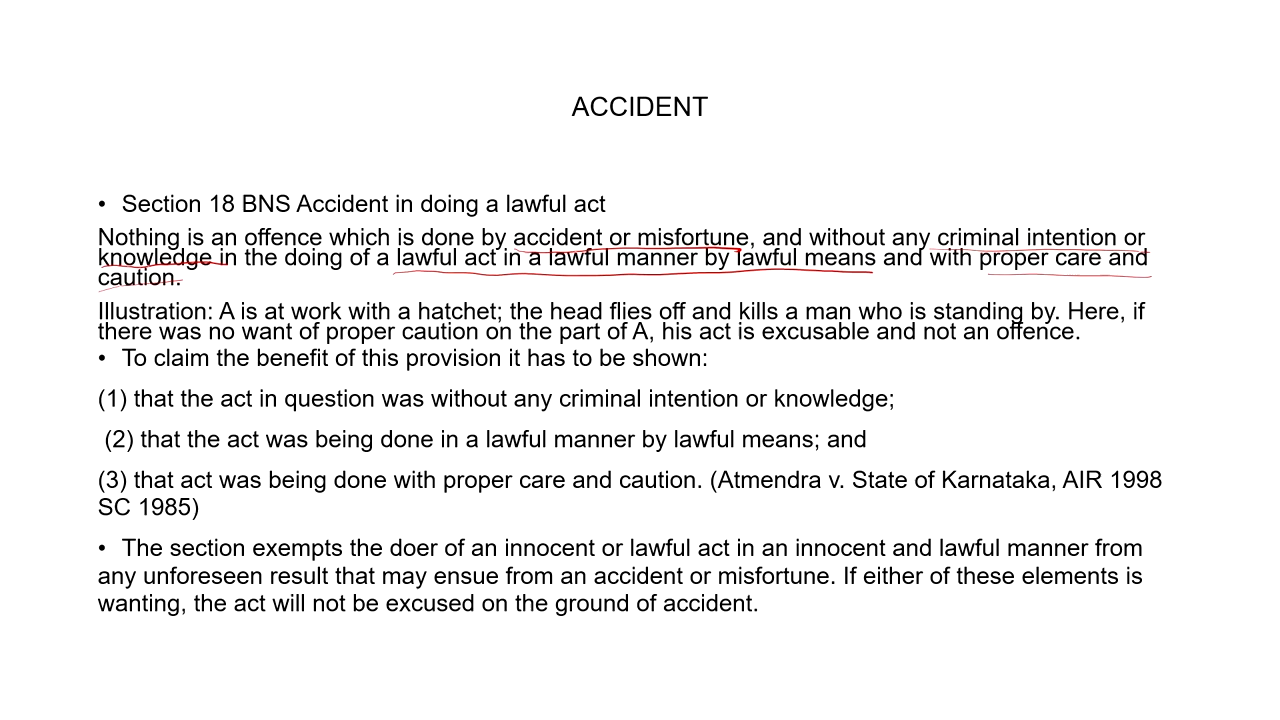 ACCIDENT
• Section 18 BNS Accident in doing a lawful act
Nothing is an offence which is done by accident or misfortune, and without any criminal intention or
knowledge in the doing of a lawful act in a lawful manner by lawful means and with proper care and
caution.
Illustration: A is at work with a hatchet; the head flies off and kills a man who is standing by. Here, if
there was no want of proper caution on the part of A, his act is excusable and not an offence.
• To claim the benefit of this provision it has to be shown:
(1) that the act in question was without any criminal intention or knowledge;
(2) that the act was being done in a lawful manner by lawful means; and
(3) that act was being done with proper care and caution. (Atmendra v. State of Karnataka, AIR 1998
SC 1985)
• The section exempts the doer of an innocent or lawful act in an innocent and lawful manner from
any unforeseen result that may ensue from an accident or misfortune. If either of these elements is
wanting, the act will not be excused on the ground of accident.